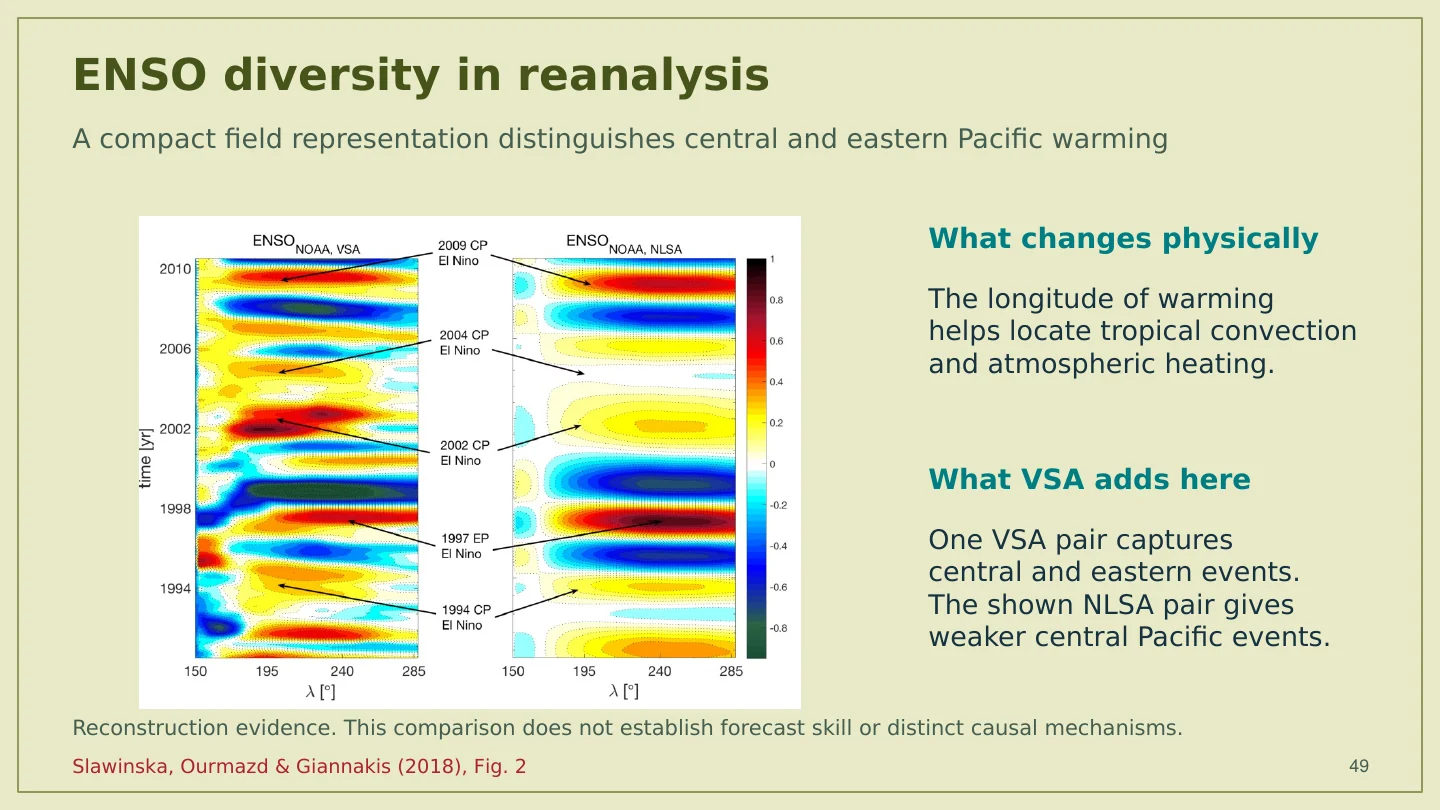 ENSO diversity in reanalysis
A compact field representation distinguishes central and eastern Pacific warming
ENSO NOAA, VSA
ENSO NOAA, NLSA
2009 CP
El Nino
2004 CP
El Nino
2002 CP
El Nino
1997 EP
El Nino
1994 CP
El Nino
time [yr]
2010
2006
2002
1998
1994
150 195 240 285
λ [°]
150 195 240 285
λ [°]
1
0.8
0.6
0.4
0.2
0
-0.2
-0.4
-0.6
-0.8
What changes physically
The longitude of warming
helps locate tropical convection
and atmospheric heating.
What VSA adds here
One VSA pair captures
central and eastern events.
The shown NLSA pair gives
weaker central Pacific events.
Reconstruction evidence. This comparison does not establish forecast skill or distinct causal mechanisms.
Slawinska, Ourmazd & Giannakis (2018), Fig. 2
49